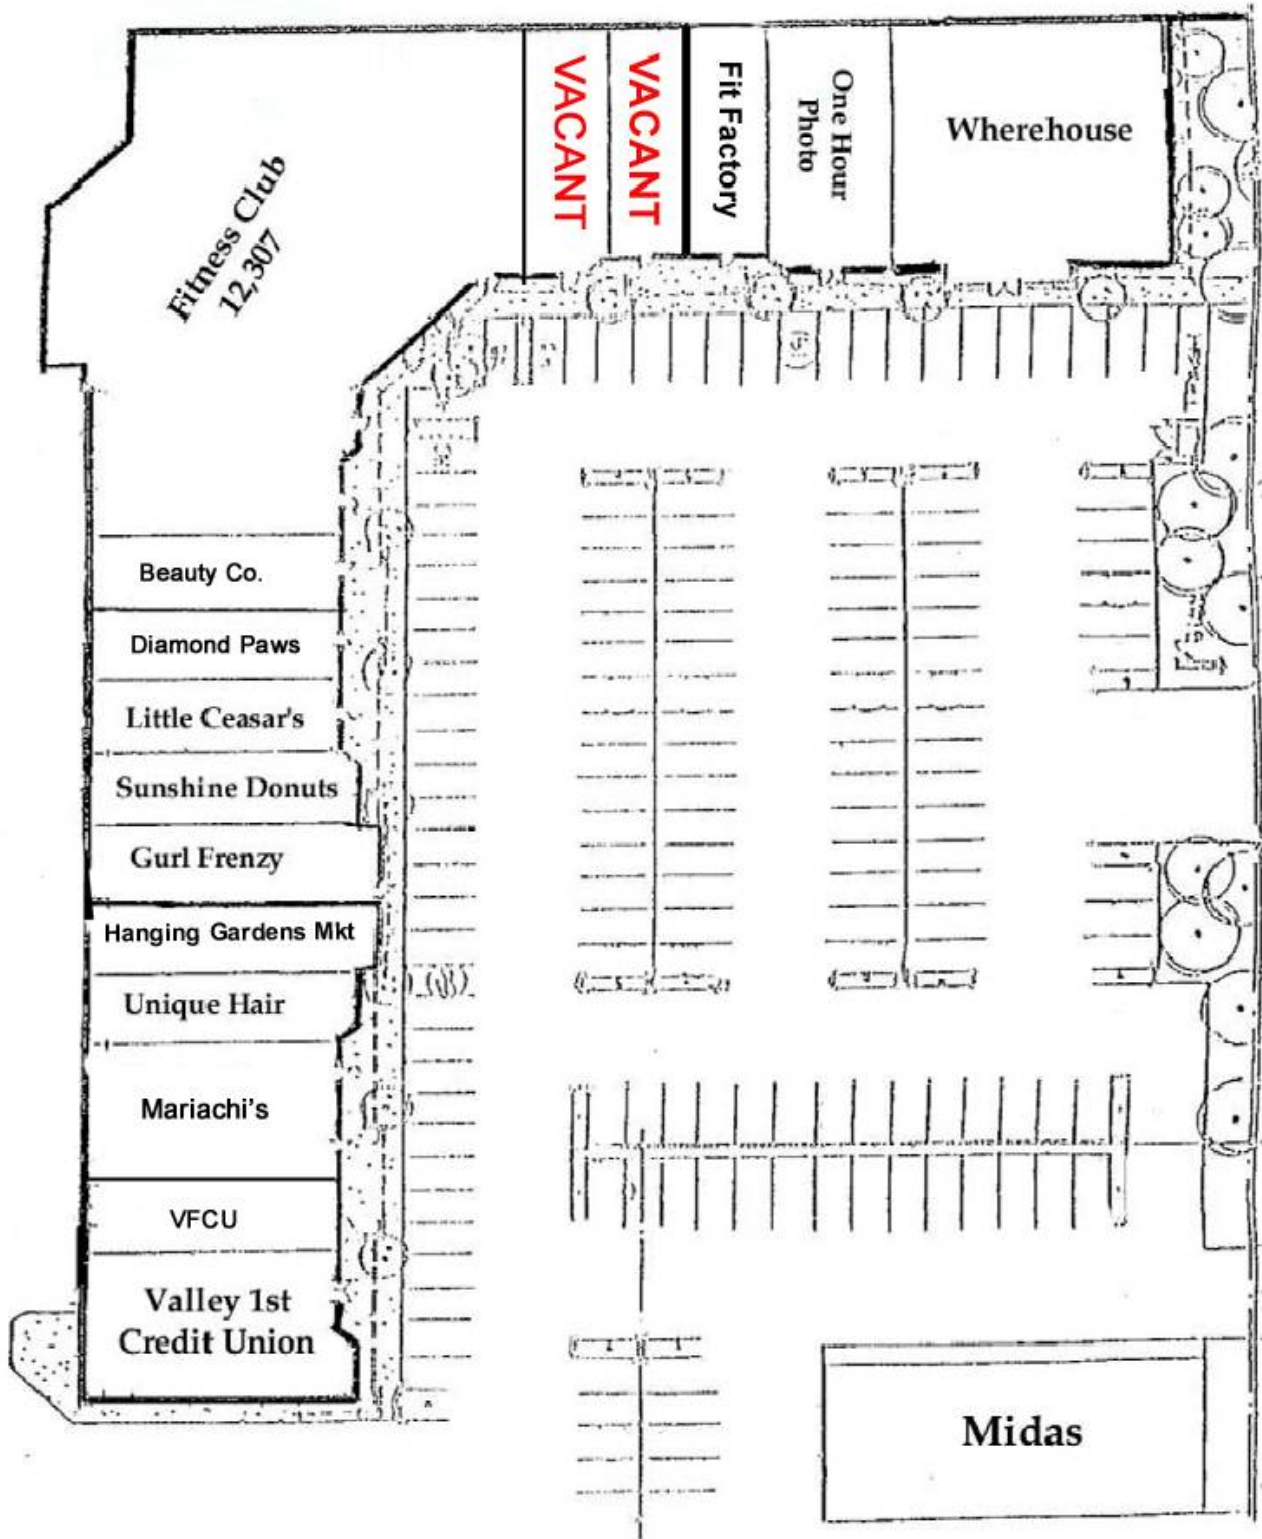 VACANT
VACANT
Fit Factory
One Hour
Photo
Wherehouse
Fitness Club
12,307
Beauty Co.
Diamond Paws
Little Ceasar's
Sunshine Donuts
Gurl Frenzy
Hanging Gardens Mkt
Unique Hair
Mariachi's
VFCU
Valley 1st
Credit Union
Midas